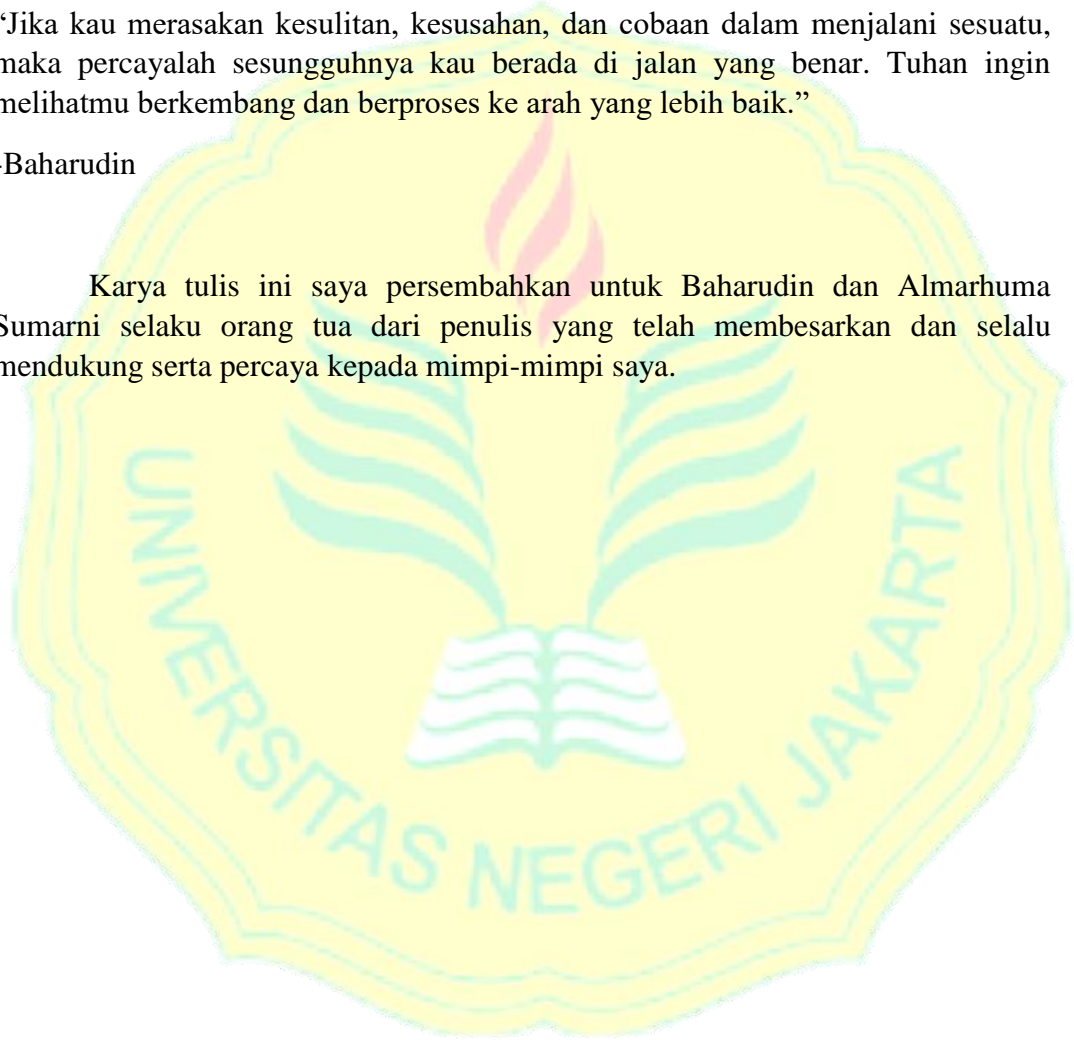 “Jika kau merasakan kesulitan, kesusahan, dan cobaan dalam menjalani sesuatu,
maka percayalah sesungguhnya kau berada di jalan yang benar. Tuhan ingin
melihatmu berkembang dan berproses ke arah yang lebih baik.”
-Baharudin
Karya tulis ini saya persembahkan untuk Baharudin dan Almarhuma
Sumarni selaku orang tua dari penulis yang telah membesarkan dan selalu
mendukung serta percaya kepada mimpi-mimpi saya.
UNIVERSITAS NEGERI JAKARTA